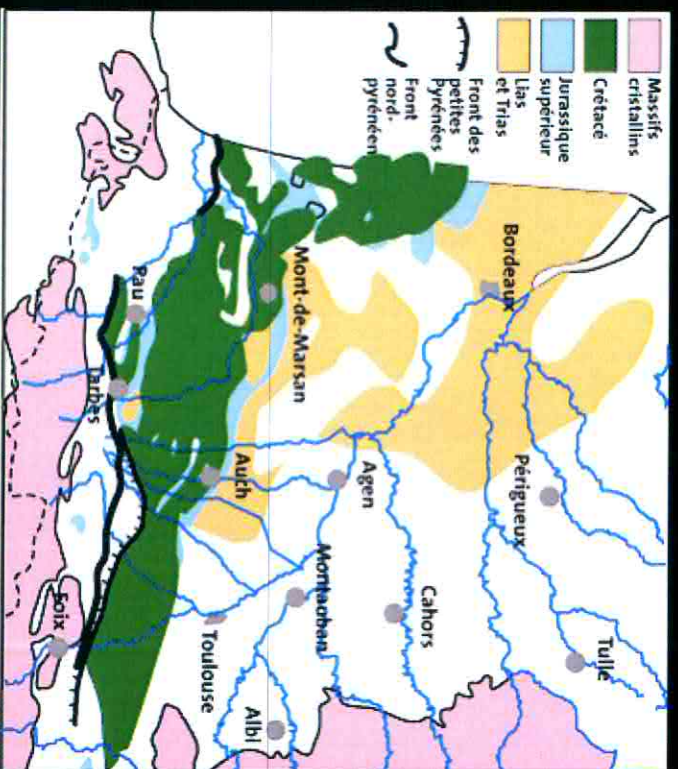 Massifs
cristallins
Crétacé
Jurassique
supérieur
Lias
et Trias
Front des
petites
Pyrénées
Front
nord-
pyrénéen
Bordeaux
Périgueux
Tulle
Mont-de-Marsan
Agen
Cahors
Pau
Tarbes
Auch
Montaoban
Toulouse
Albi
Foix